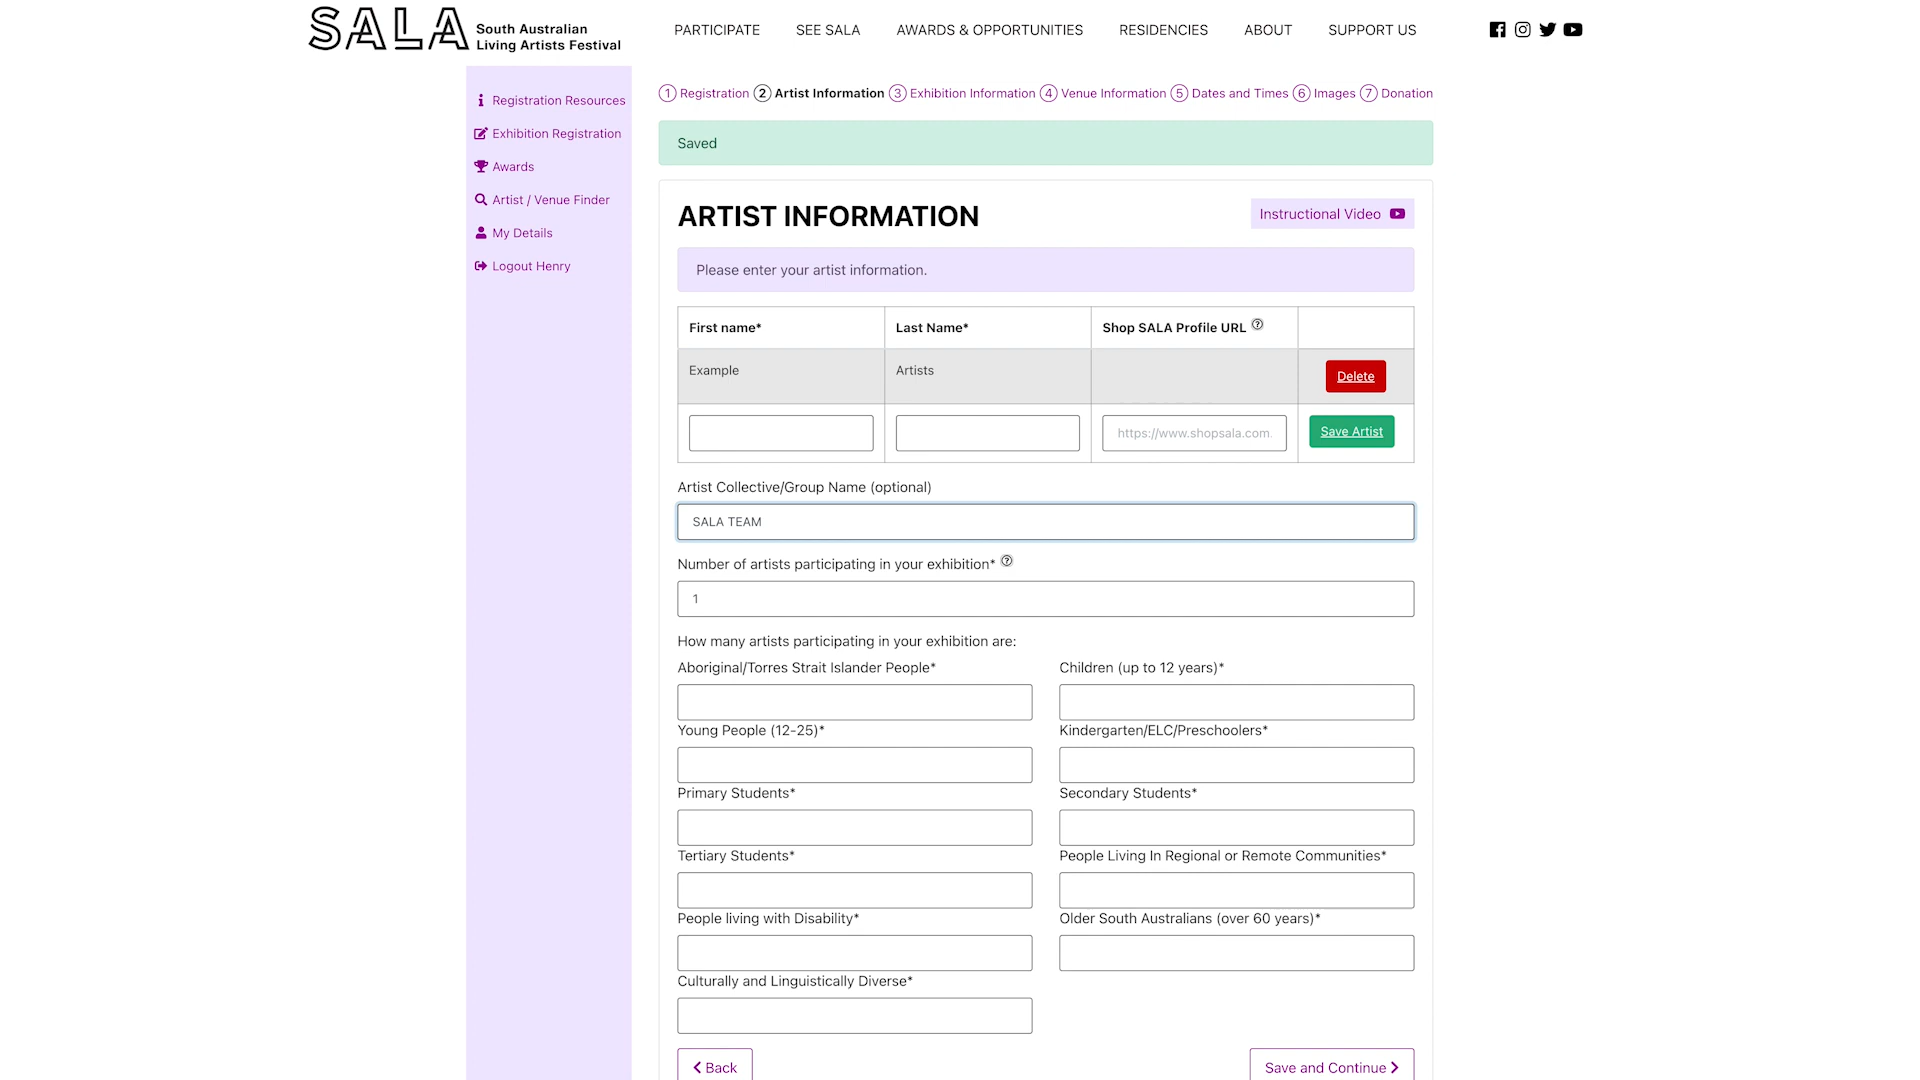 SALA South Australian
Living Artists Festival
PARTICIPATE SEE SALA AWARDS & OPPORTUNITIES RESIDENCIES ABOUT SUPPORT US
Registration Resources
Exhibition Registration
Awards
Artist / Venue Finder
My Details
Logout Henry
1 Registration 2 Artist Information 3 Exhibition Information 4 Venue Information 5 Dates and Times 6 Images 7 Donation
Saved
ARTIST INFORMATION
Instructional Video
Please enter your artist information.
First name* Last Name* Shop SALA Profile URL ?
Example Artists Delete
https://www.shopsala.com. Save Artist
Artist Collective/Group Name (optional)
SALA TEAM
Number of artists participating in your exhibition* ?
1
How many artists participating in your exhibition are:
Aboriginal/Torres Strait Islander People* Children (up to 12 years)*
Young People (12-25)* Kindergarten/ELC/Preschoolers*
Primary Students* Secondary Students*
Tertiary Students* People Living In Regional or Remote Communities*
People living with Disability* Older South Australians (over 60 years)*
Culturally and Linguistically Diverse*
Back Save and Continue